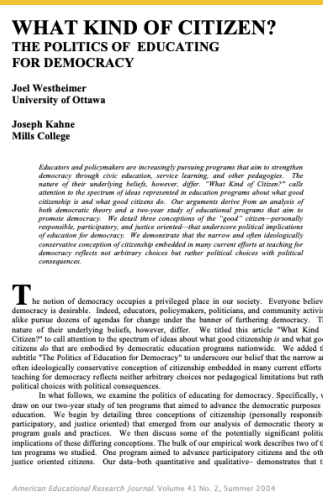 WHAT KIND OF CITIZEN?
THE POLITICS OF EDUCATING
FOR DEMOCRACY
Joel Westheimer
University of Ottawa
Joseph Kahne
Mills College
Educators and policymakers are increasingly pursuing programs that aim to strengthen
democracy through civic education, service learning, and other pedagogies. The
nature of their underlying beliefs, however, differ. "What Kind of Citizen?" calls
attention to the spectrum of ideas represented in education programs about what good
citizenship is and what good citizens do. Our arguments derive from an analysis of
both democratic theory and a two-year study of educational programs that aim to
promote democracy. We detail three conceptions of the "good" citizen—personally
responsible, participatory, and justice oriented—that underscore political implications
of education for democracy. We demonstrate that the narrow and often ideologically
conservative conception of citizenship embedded in many current efforts at teaching for
democracy reflects not arbitrary choices but rather political choices with political
consequences.
The notion of democracy occupies a privileged place in our society. Everyone believ
democracy is desirable. Indeed, educators, policymakers, politicians, and community activis
alike pursue dozens of agendas for change under the banner of furthering democracy. Th
nature of their underlying beliefs, however, differ. We titled this article "What Kind
Citizen?" to call attention to the spectrum of ideas about what good citizenship is and what goo
citizens do that are embodied by democratic education programs nationwide. We added th
subtitle "The Politics of Education for Democracy" to underscore our belief that the narrow an
often ideologically conservative conception of citizenship embedded in many current efforts
teaching for democracy reflects neither arbitrary choices nor pedagogical limitations but rath
political choices with political consequences.
In what follows, we examine the politics of education for democracy. Specifically, w
draw on our two-year study of ten programs that aimed to advance the democratic purposes
education. We begin by detailing three conceptions of citizenship (personally responsib
participatory, and justice oriented) that emerged from our analysis of democratic theory a
program goals and practices. We then discuss some of the potentially significant politic
implications of these differing conceptions. The bulk of our empirical work describes two of th
ten programs we studied. One program aimed to support participatory citizens and the oth
justice oriented citizens. Our data–both quantitative and qualitative– demonstrates that th
American Educational Research Journal. Volume 41 No. 2, Summer 2004